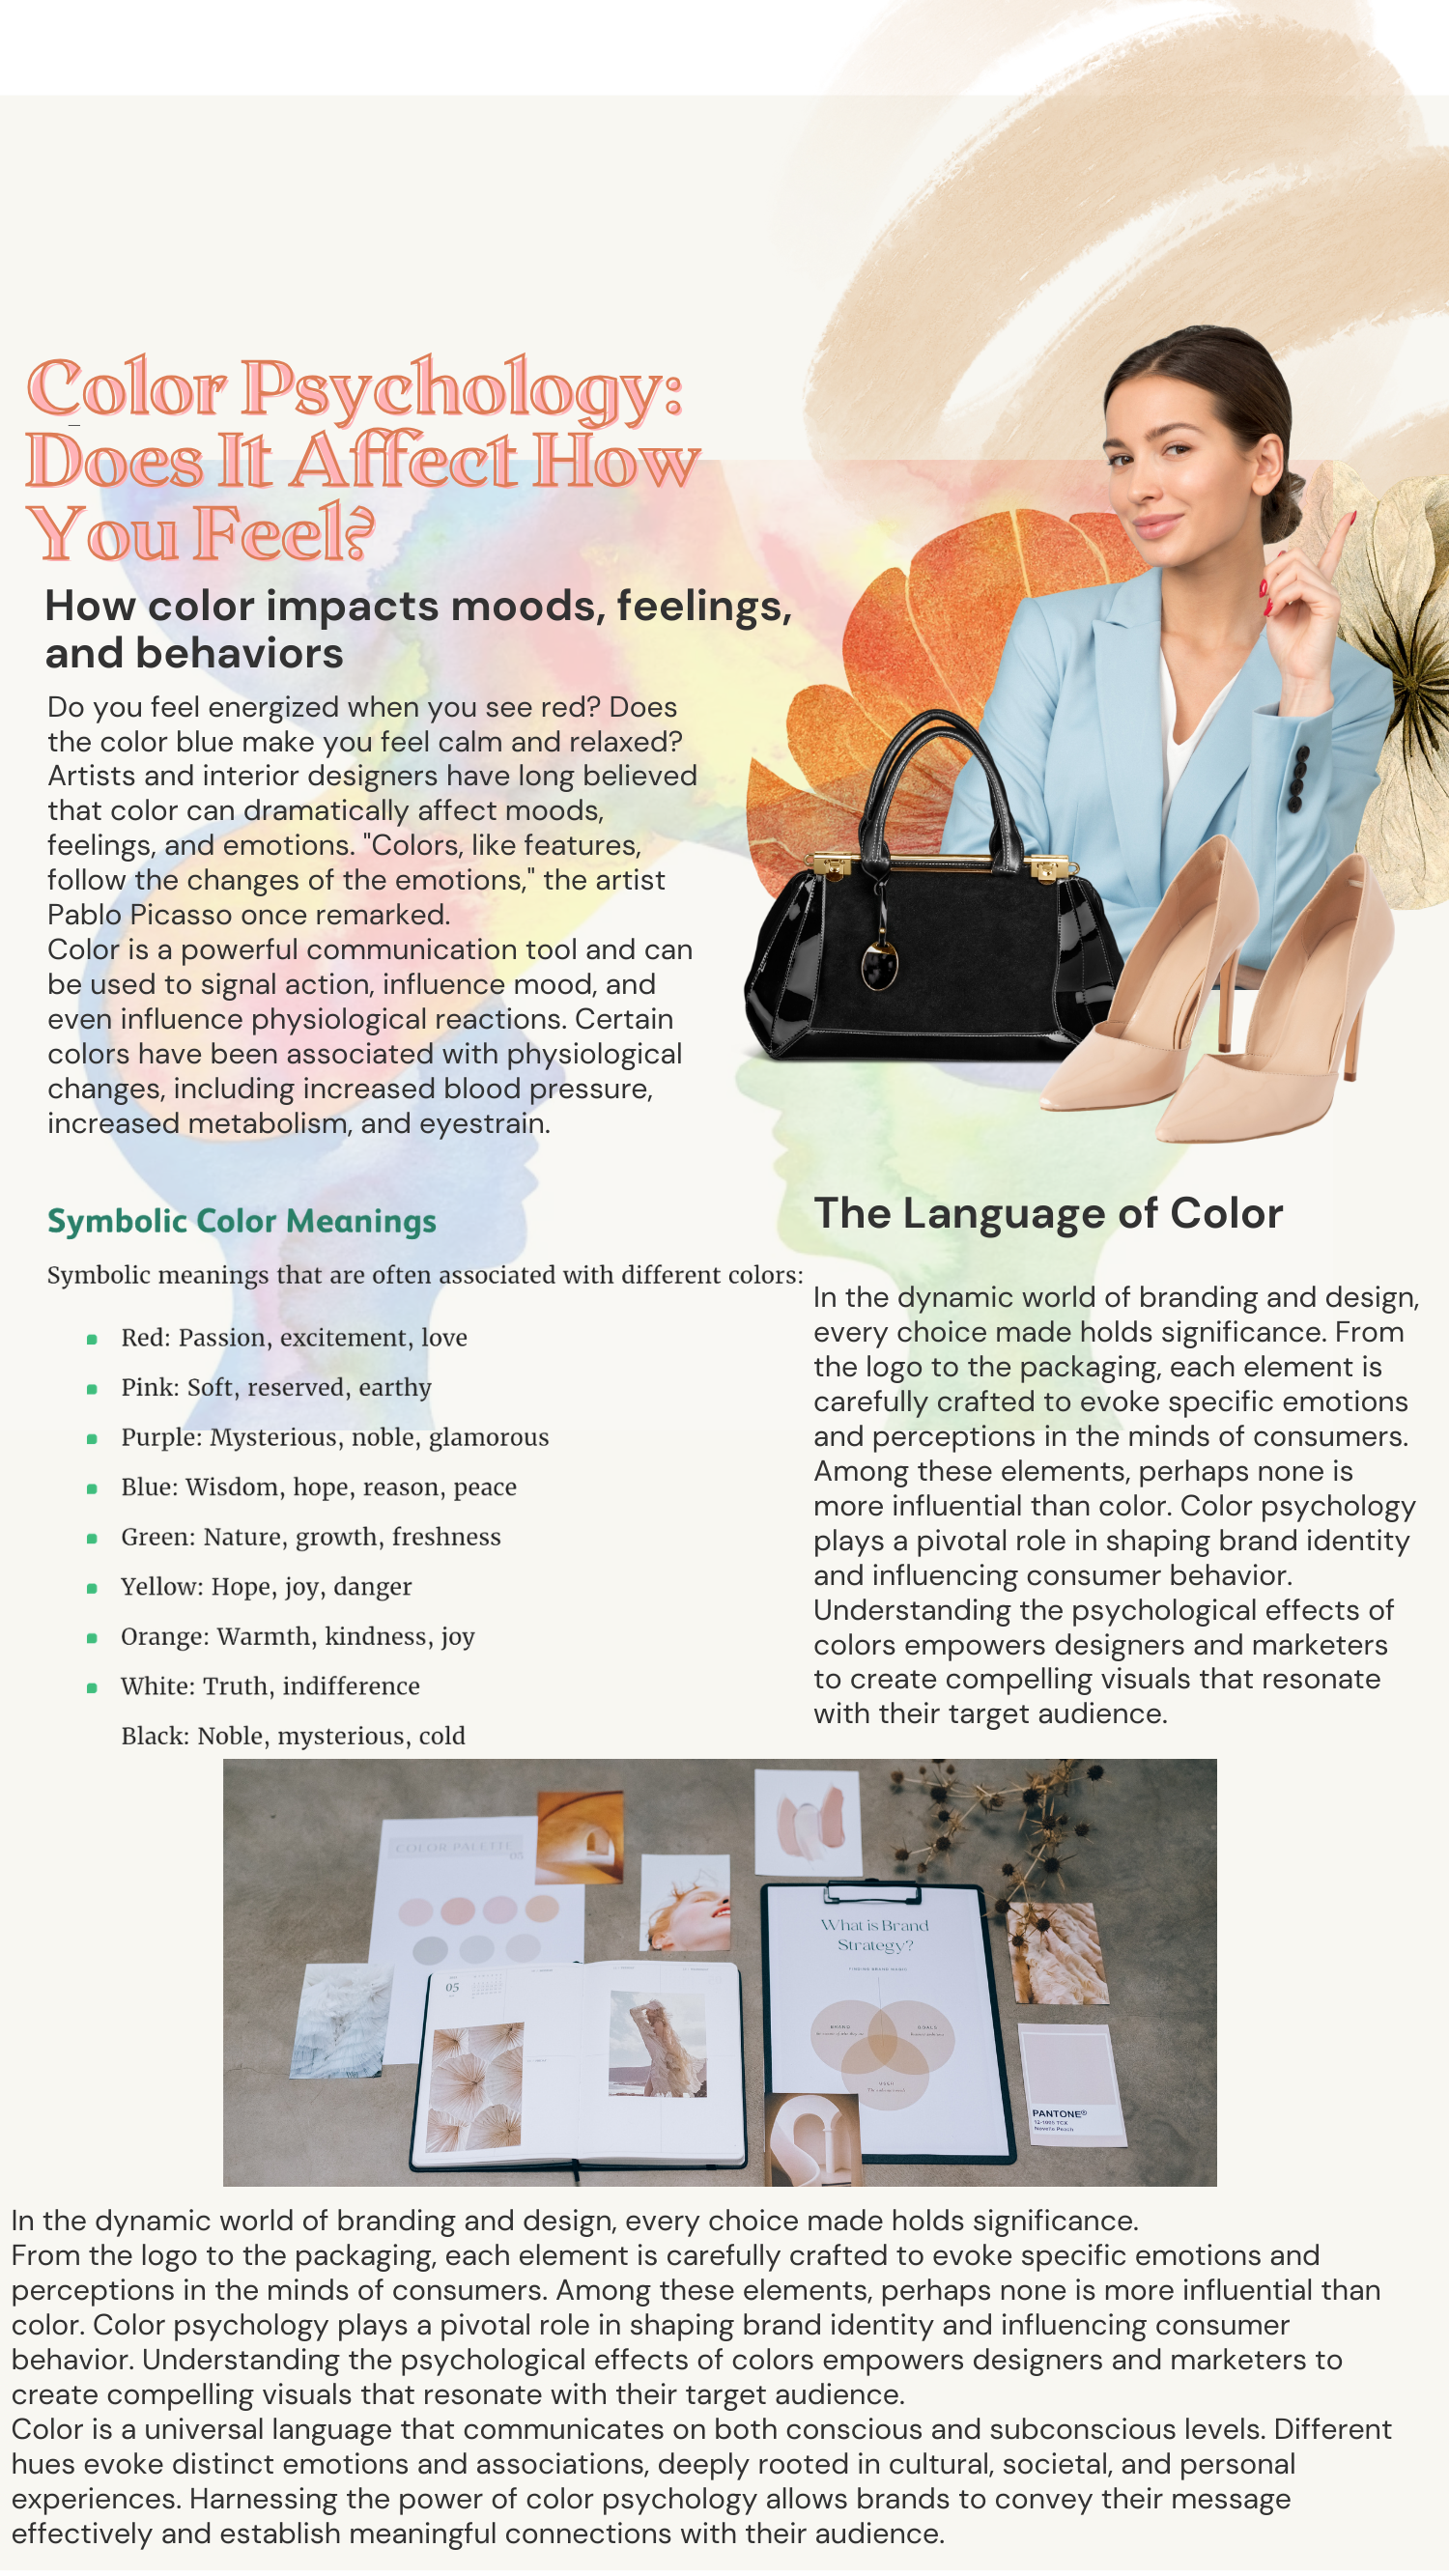 Color Psychology:
Does It Affect How
You Feel?
How color impacts moods, feelings,
and behaviors
Do you feel energized when you see red? Does
the color blue make you feel calm and relaxed?
Artists and interior designers have long believed
that color can dramatically affect moods,
feelings, and emotions. "Colors, like features,
follow the changes of the emotions," the artist
Pablo Picasso once remarked.
Color is a powerful communication tool and can
be used to signal action, influence mood, and
even influence physiological reactions. Certain
colors have been associated with physiological
changes, including increased blood pressure,
increased metabolism, and eyestrain.
Symbolic Color Meanings
Symbolic meanings that are often associated with different colors:
Red: Passion, excitement, love
Pink: Soft, reserved, earthy
Purple: Mysterious, noble, glamorous
Blue: Wisdom, hope, reason, peace
Green: Nature, growth, freshness
Yellow: Hope, joy, danger
Orange: Warmth, kindness, joy
White: Truth, indifference
Black: Noble, mysterious, cold
The Language of Color
In the dynamic world of branding and design,
every choice made holds significance. From
the logo to the packaging, each element is
carefully crafted to evoke specific emotions
and perceptions in the minds of consumers.
Among these elements, perhaps none is
more influential than color. Color psychology
plays a pivotal role in shaping brand identity
and influencing consumer behavior.
Understanding the psychological effects of
colors empowers designers and marketers
to create compelling visuals that resonate
with their target audience.
COLOR PALETTE
05
05
What is Brand
Strategy?
PANTONE®
In the dynamic world of branding and design, every choice made holds significance.
From the logo to the packaging, each element is carefully crafted to evoke specific emotions and
perceptions in the minds of consumers. Among these elements, perhaps none is more influential than
color. Color psychology plays a pivotal role in shaping brand identity and influencing consumer
behavior. Understanding the psychological effects of colors empowers designers and marketers to
create compelling visuals that resonate with their target audience.
Color is a universal language that communicates on both conscious and subconscious levels. Different
hues evoke distinct emotions and associations, deeply rooted in cultural, societal, and personal
experiences. Harnessing the power of color psychology allows brands to convey their message
effectively and establish meaningful connections with their audience.